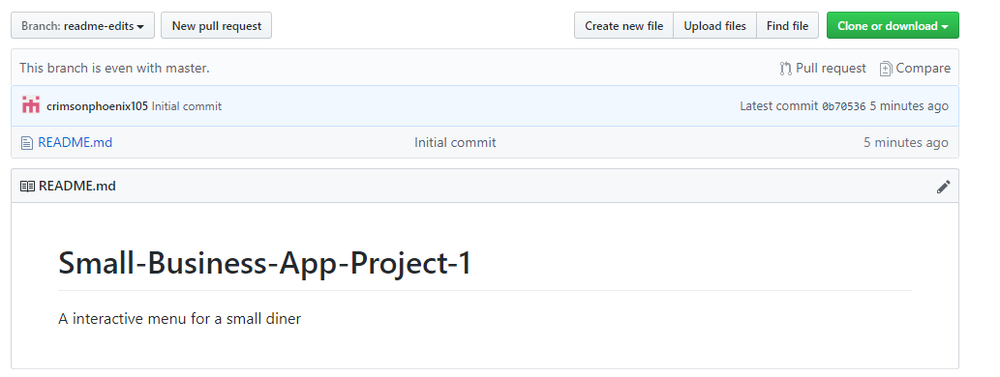 Branch: readme-edits New pull request Create new file Upload files Find file Clone or download
This branch is even with master. Pull request Compare
crimsonphoenix105 Initial commit Latest commit 0b70536 5 minutes ago
README.md Initial commit 5 minutes ago
README.md
Small-Business-App-Project-1
A interactive menu for a small diner